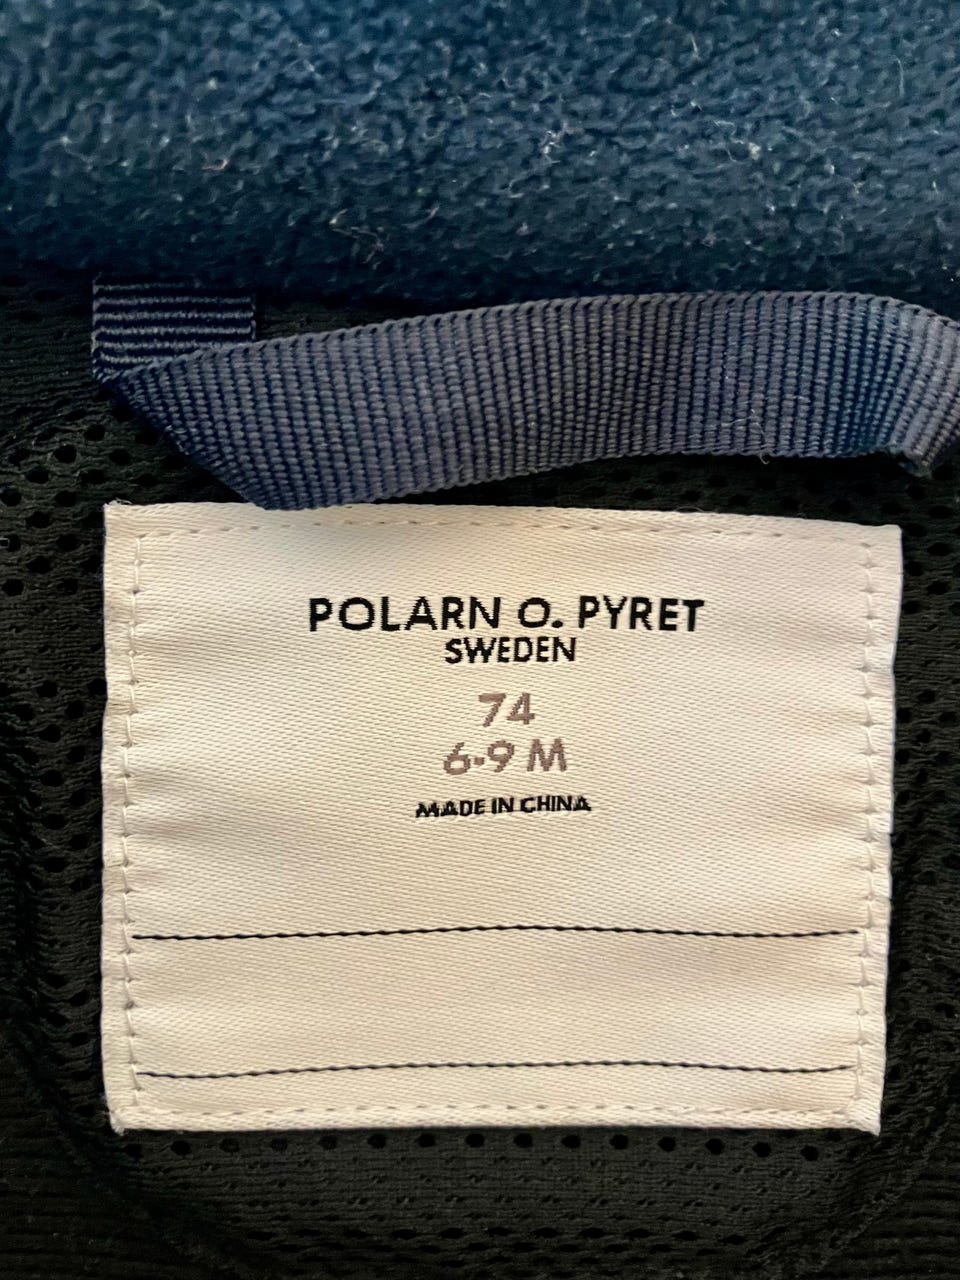 POLARN O. PYRET
SWEDEN
74
6-9 M
MADE IN CHINA